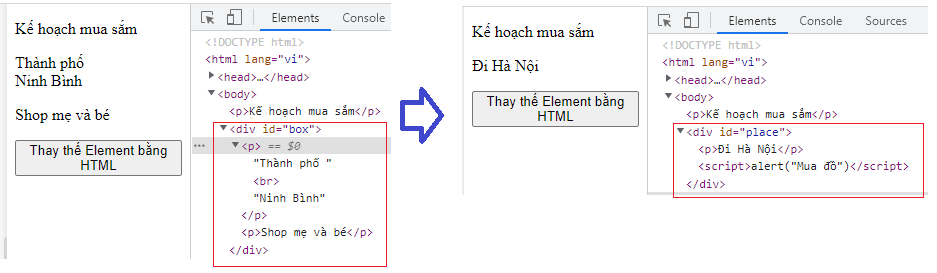 Kế hoạch mua sắm
Thành phố
Ninh Bình
Shop mẹ và bé
Thay thế Element bằng
HTML
Elements Console
<!DOCTYPE html>
<html lang="vi">
<head>…</head>
<body>
<p>Kế hoạch mua sắm</p>
<div id="box">
<p> == $0
"Thành phố "
<br>
"Ninh Bình"
</p>
<p>Shop mẹ và bé</p>
</div>
Kế hoạch mua sắm
Đi Hà Nội
Thay thế Element bằng
HTML
Elements Console Sources
<!DOCTYPE html>
<html lang="vi">
<head>…</head>
<body>
<p>Kế hoạch mua sắm</p>
<div id="place">
<p>Đi Hà Nội</p>
<script>alert("Mua đồ")</script>
</div>